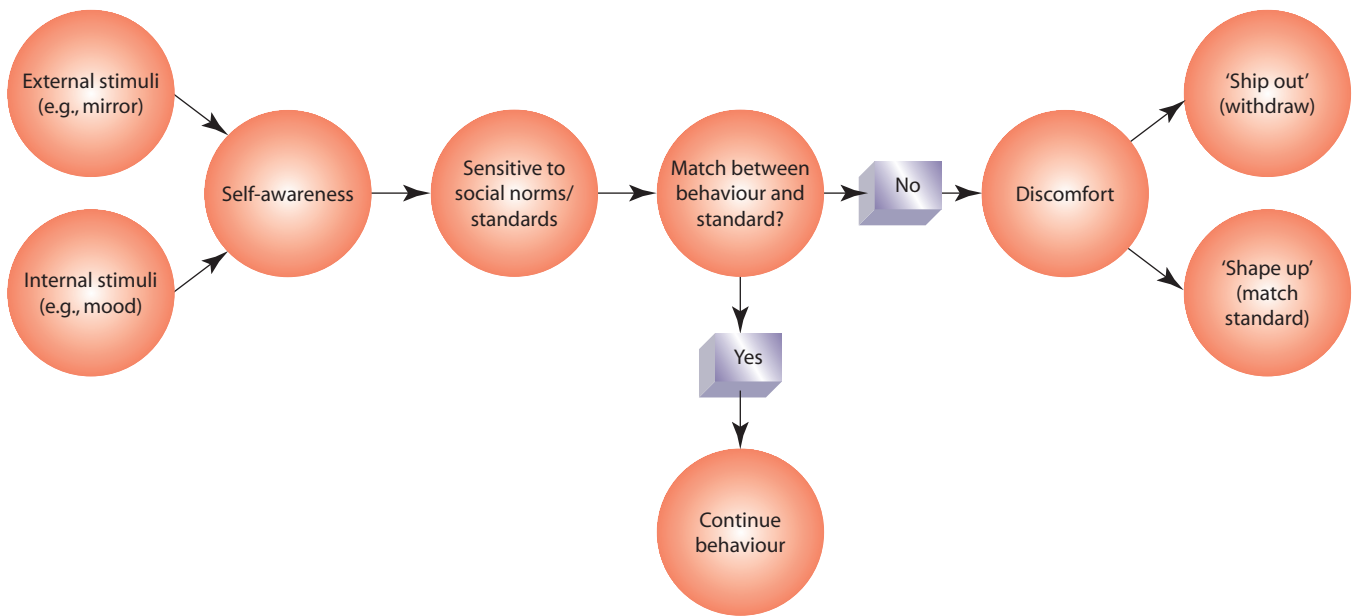 External stimuli
(e.g., mirror)
Internal stimuli
(e.g., mood)
Self-awareness
Sensitive to
social norms/
standards
Match between
behaviour and
standard?
No
Discomfort
‘Ship out’
(withdraw)
‘Shape up’
(match
standard)
Yes
Continue
behaviour